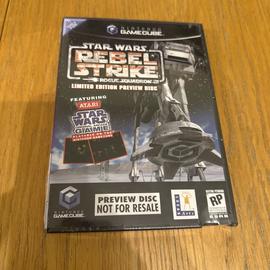 NINTENDO
GAMECUBE
STAR WARS
REBEL
STRIKE
ROGUE SQUADRON III
LIMITED EDITION PREVIEW DISC
FEATURING
ATARI
STAR
WARS
GAME
PREVIEW DISC
NOT FOR RESALE
NINTENDO
GAMECUBE
RP